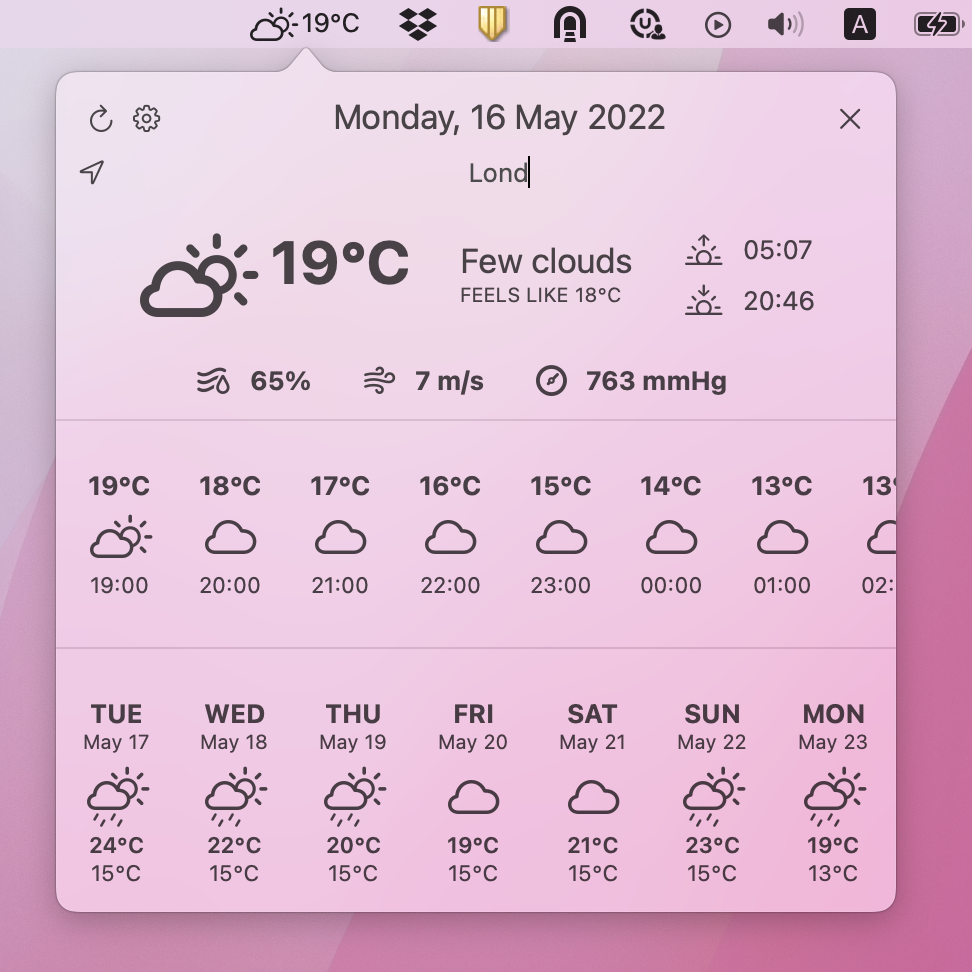 19°C A
Monday, 16 May 2022
Lond
19°C Few clouds 05:07
FEELS LIKE 18°C 20:46
65% 7 m/s 763 mmHg
19°C 18°C 17°C 16°C 15°C 14°C 13°C 13°
19:00 20:00 21:00 22:00 23:00 00:00 01:00 02:
TUE WED THU FRI SAT SUN MON
May 17 May 18 May 19 May 20 May 21 May 22 May 23
24°C 22°C 20°C 19°C 21°C 23°C 19°C
15°C 15°C 15°C 15°C 15°C 15°C 13°C